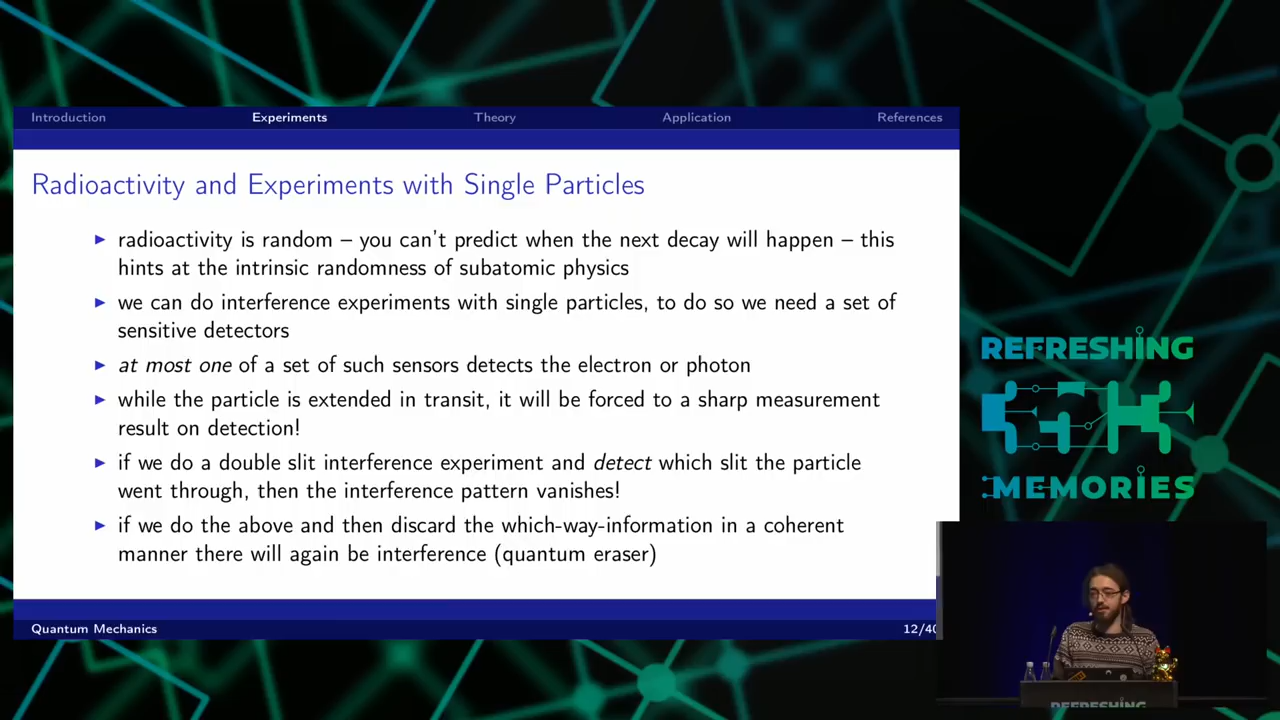 Introduction Experiments Theory Application References
Radioactivity and Experiments with Single Particles
► radioactivity is random – you can't predict when the next decay will happen – this
hints at the intrinsic randomness of subatomic physics
► we can do interference experiments with single particles, to do so we need a set of
sensitive detectors
► at most one of a set of such sensors detects the electron or photon
► while the particle is extended in transit, it will be forced to a sharp measurement
result on detection!
► if we do a double slit interference experiment and detect which slit the particle
went through, then the interference pattern vanishes!
► if we do the above and then discard the which-way-information in a coherent
manner there will again be interference (quantum eraser)
Quantum Mechanics 12/40
REFRESHING
MEMORIES
REFRESHING